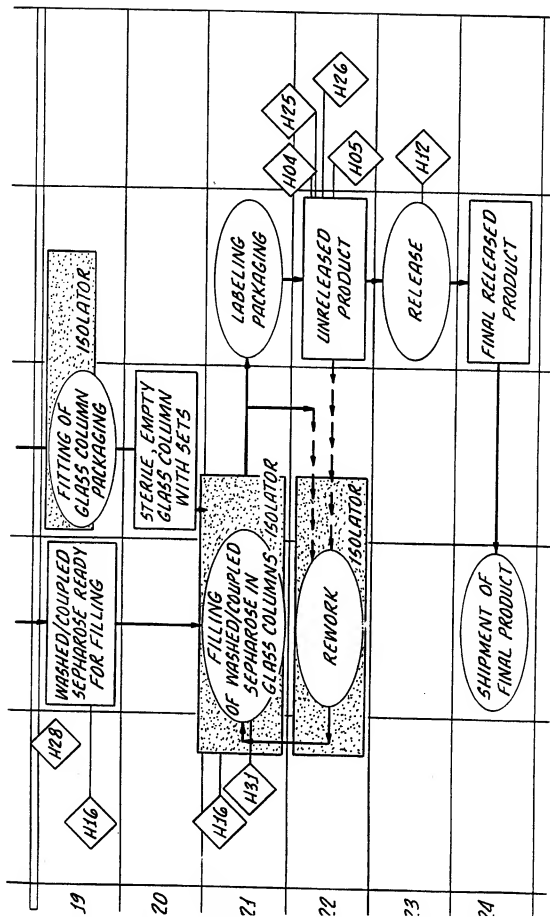 19
20
21
22
23
24
H28
H16
WASHED/COUPLED
SEPHAROSE READY
FOR FILLING
FITTING OF
GLASS COLUMN
PACKAGING
ISOLATOR
STERILE, EMPTY
GLASS COLUMN
WITH SETS
H16
H31
FILLING
OF WASHED/COUPLED
SEPHAROSE IN
GLASS COLUMNS
ISOLATOR
LABELING
PACKAGING
REWORK
ISOLATOR
UNRELEASED
PRODUCT
H04
H25
H26
H05
RELEASE
H12
SHIPMENT OF
FINAL PRODUCT
FINAL RELEASED
PRODUCT